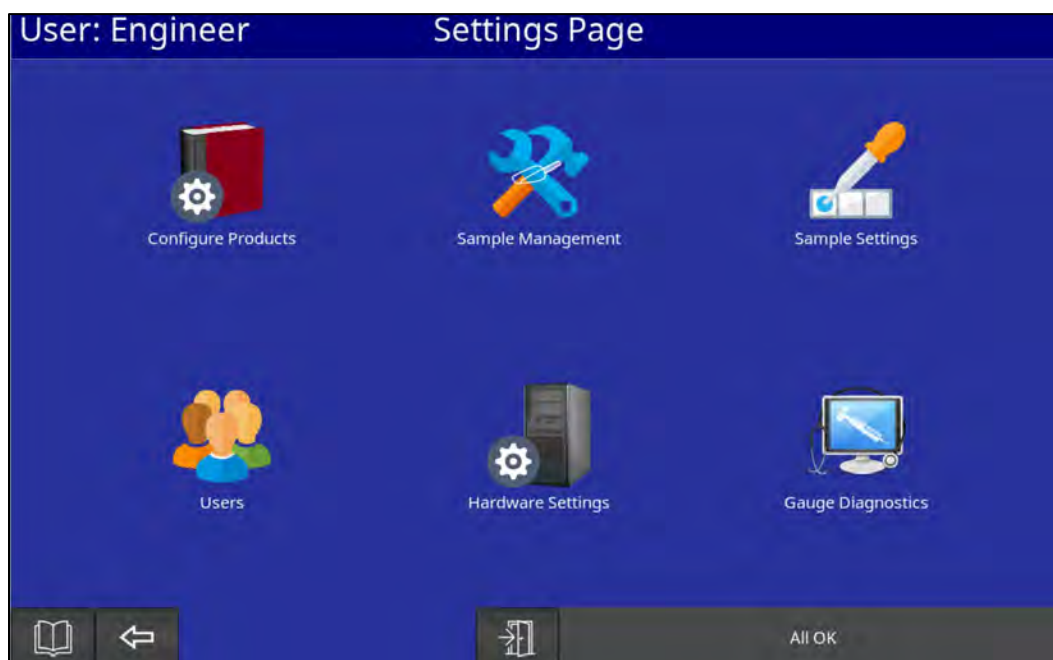 User: Engineer Settings Page
Configure Products Sample Management Sample Settings
Users Hardware Settings Gauge Diagnostics
All OK